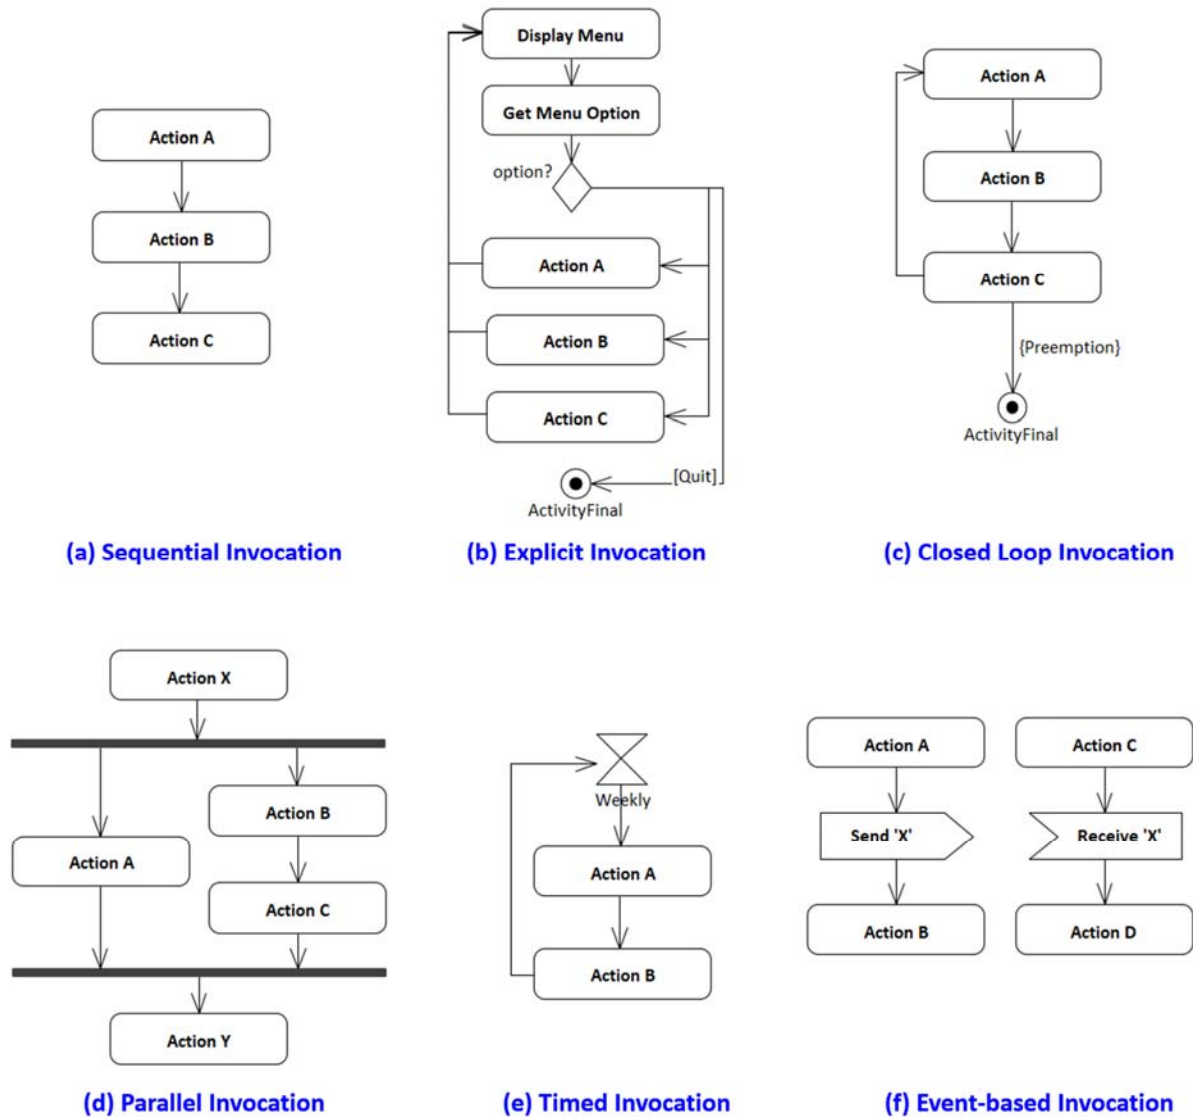 Action A
Action B
Action C
(a) Sequential Invocation
Display Menu
Get Menu Option
option?
Action A
Action B
Action C
[Quit]
ActivityFinal
(b) Explicit Invocation
Action A
Action B
Action C
{Preemption}
ActivityFinal
(c) Closed Loop Invocation
Action X
Action B
Action A
Action C
Action Y
(d) Parallel Invocation
Weekly
Action A
Action B
(e) Timed Invocation
Action A
Send 'X'
Action B
Action C
Receive 'X'
Action D
(f) Event-based Invocation